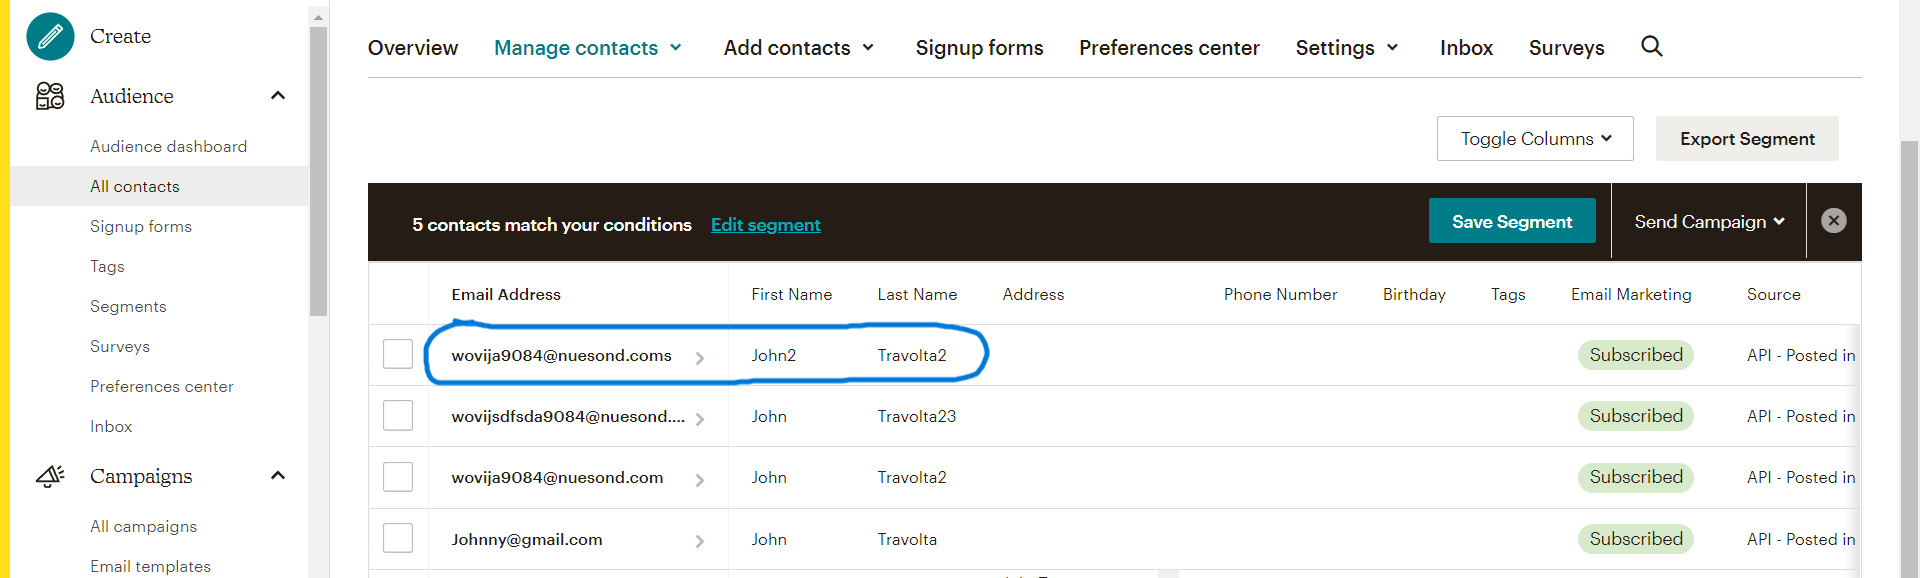 Create
Audience
Audience dashboard
All contacts
Signup forms
Tags
Segments
Surveys
Preferences center
Inbox
Campaigns
All campaigns
Email templates
Overview Manage contacts Add contacts Signup forms Preferences center Settings Inbox Surveys
Toggle Columns Export Segment
5 contacts match your conditions Edit segment Save Segment Send Campaign
Email Address First Name Last Name Address Phone Number Birthday Tags Email Marketing Source
wovija9084@nuesond.coms John2 Travolta2 Subscribed API - Posted in
wovijsdfsda9084@nuesond.... John Travolta23 Subscribed API - Posted in
wovija9084@nuesond.com John Travolta2 Subscribed API - Posted in
Johnny@gmail.com John Travolta Subscribed API - Posted in